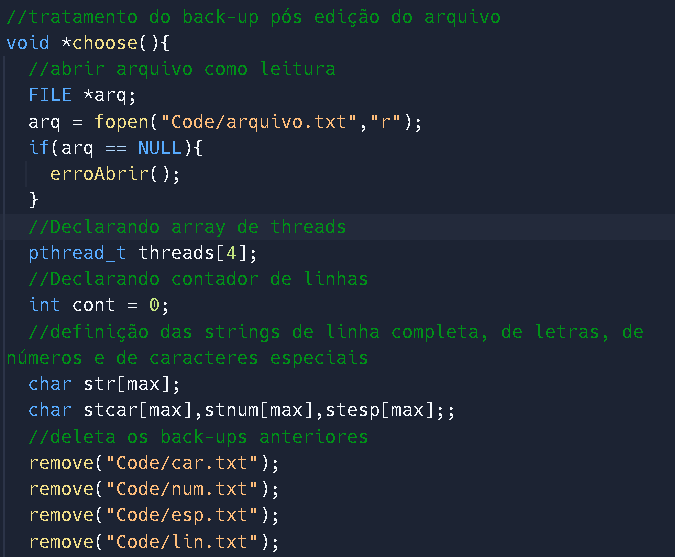 //tratamento do back-up pós edição do arquivo
void *choose(){
  //abrir arquivo como leitura
  FILE *arq;
  arq = fopen("Code/arquivo.txt","r");
  if(arq == NULL){
    erroAbrir();
  }
  //Declarando array de threads
  pthread_t threads[4];
  //Declarando contador de linhas
  int cont = 0;
  //definição das strings de linha completa, de letras, de
números e de caracteres especiais
  char str[max];
  char stcar[max],stnum[max],stesp[max];;
  //deleta os back-ups anteriores
  remove("Code/car.txt");
  remove("Code/num.txt");
  remove("Code/esp.txt");
  remove("Code/lin.txt");